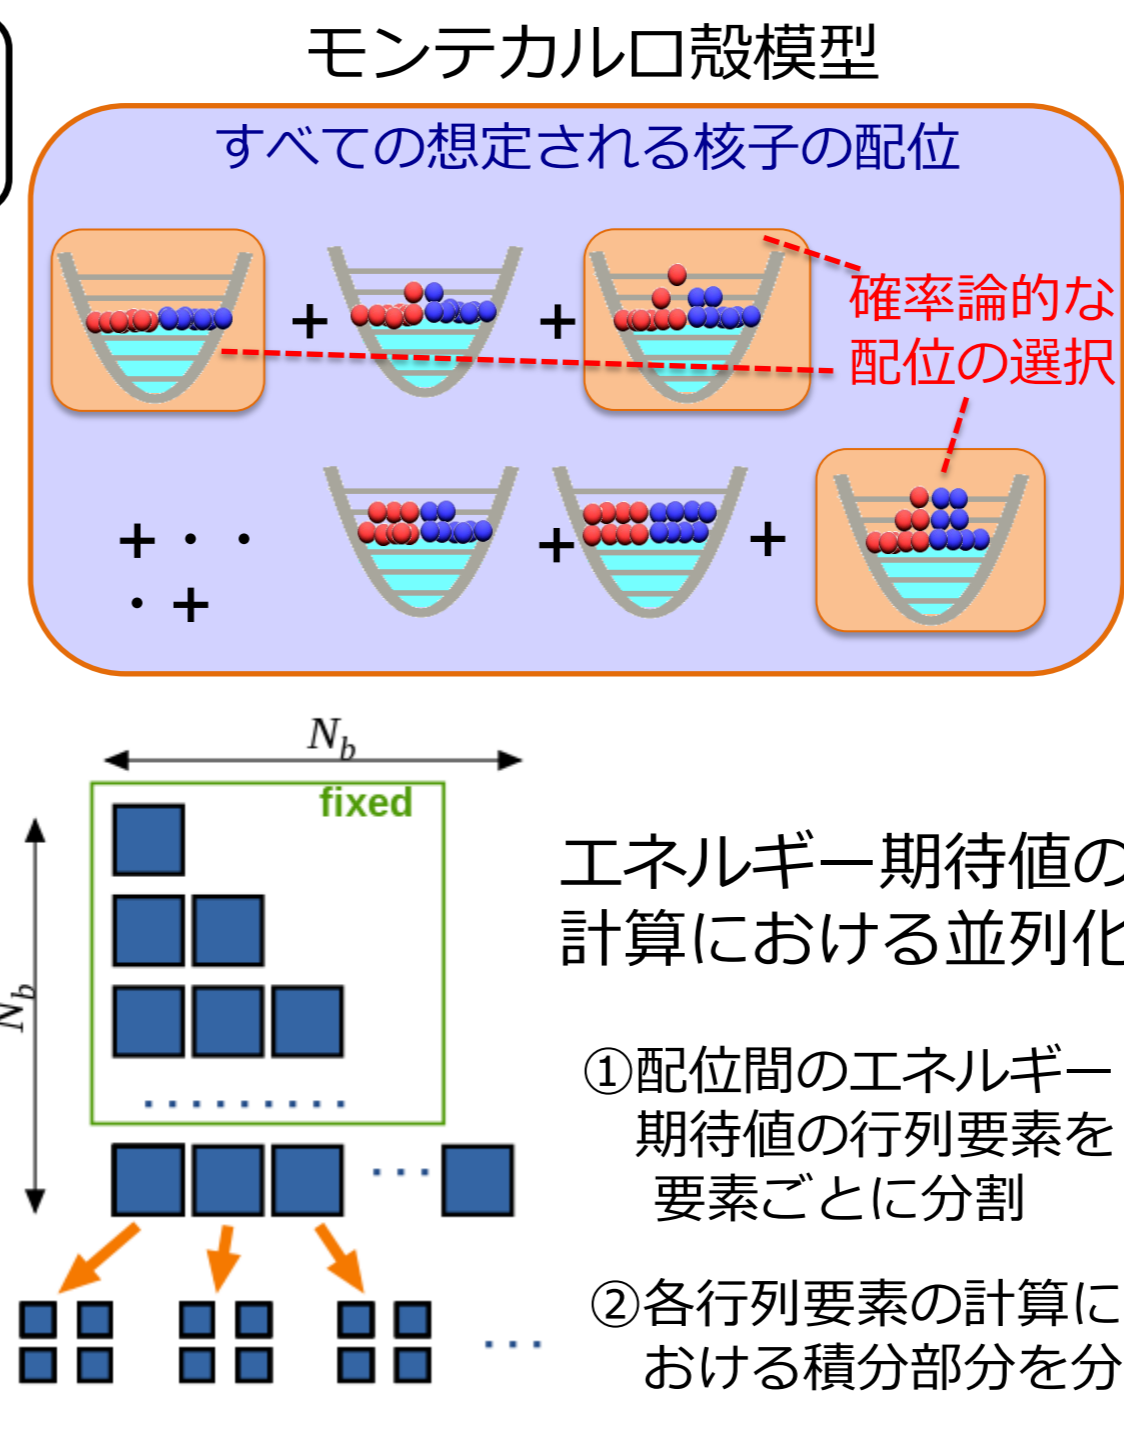 モンテカルロ殻模型
すべての想定される核子の配位
+
+
確率論的な
配位の選択
+・・
・+
+
+
N_b
fixed
N_b
エネルギー期待値の
計算における並列化
①配位間のエネルギー
期待値の行列要素を
要素ごとに分割
②各行列要素の計算に
おける積分部分を分